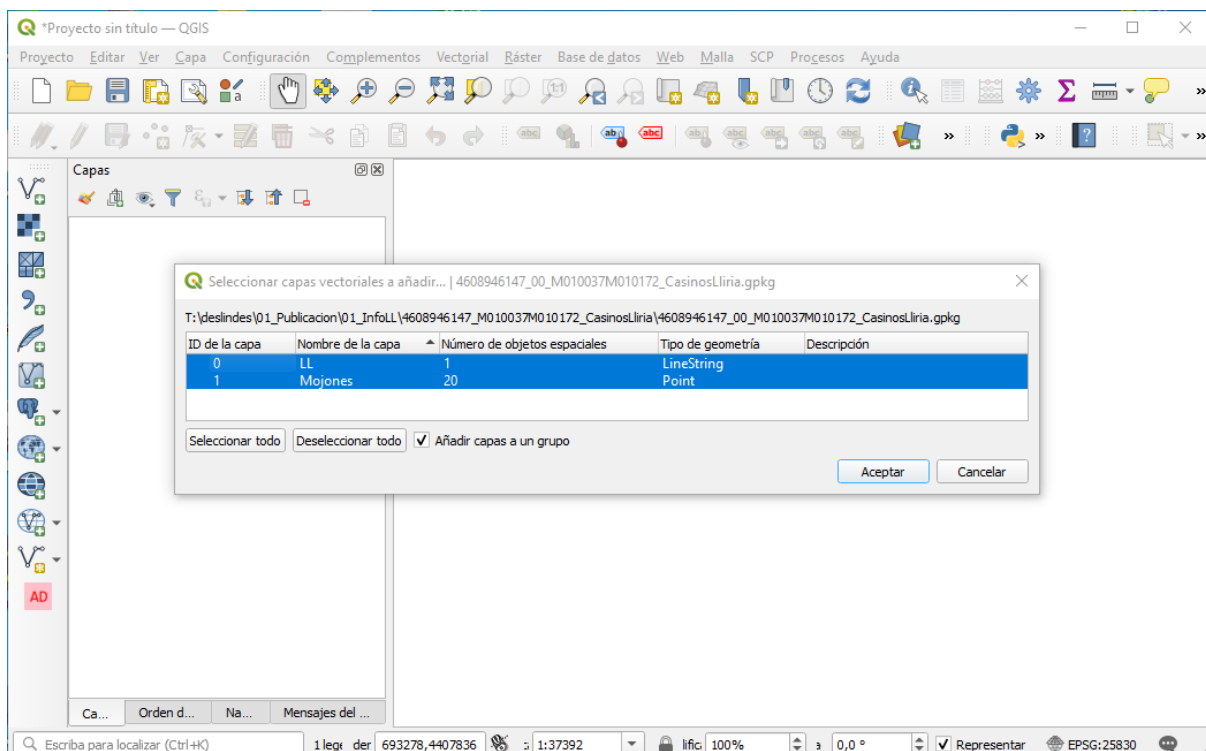 *Proyecto sin título — QGIS
Proyecto Editar Ver Capa Configuración Complementos Vectorial Ráster Base de datos Web Malla SCP Procesos Ayuda
Capas
Seleccionar capas vectoriales a añadir... | 4608946147_00_M010037M010172_CasinosLliria.gpkg
T:\deslindes\01_Publicacion\01_InfoLL\4608946147_M010037M010172_CasinosLliria\4608946147_00_M010037M010172_CasinosLliria.gpkg
ID de la capa Nombre de la capa Número de objetos espaciales Tipo de geometría Descripción
0 LL 1 LineString
1 Mojones 20 Point
Seleccionar todo Deseleccionar todo Añadir capas a un grupo
Aceptar Cancelar
AD
Ca... Orden d... Na... Mensajes del ...
Escriba para localizar (Ctrl+K) 1 lege der 693278,4407836 1:37392 lific 100% 0,0 ° Representar EPSG:25830